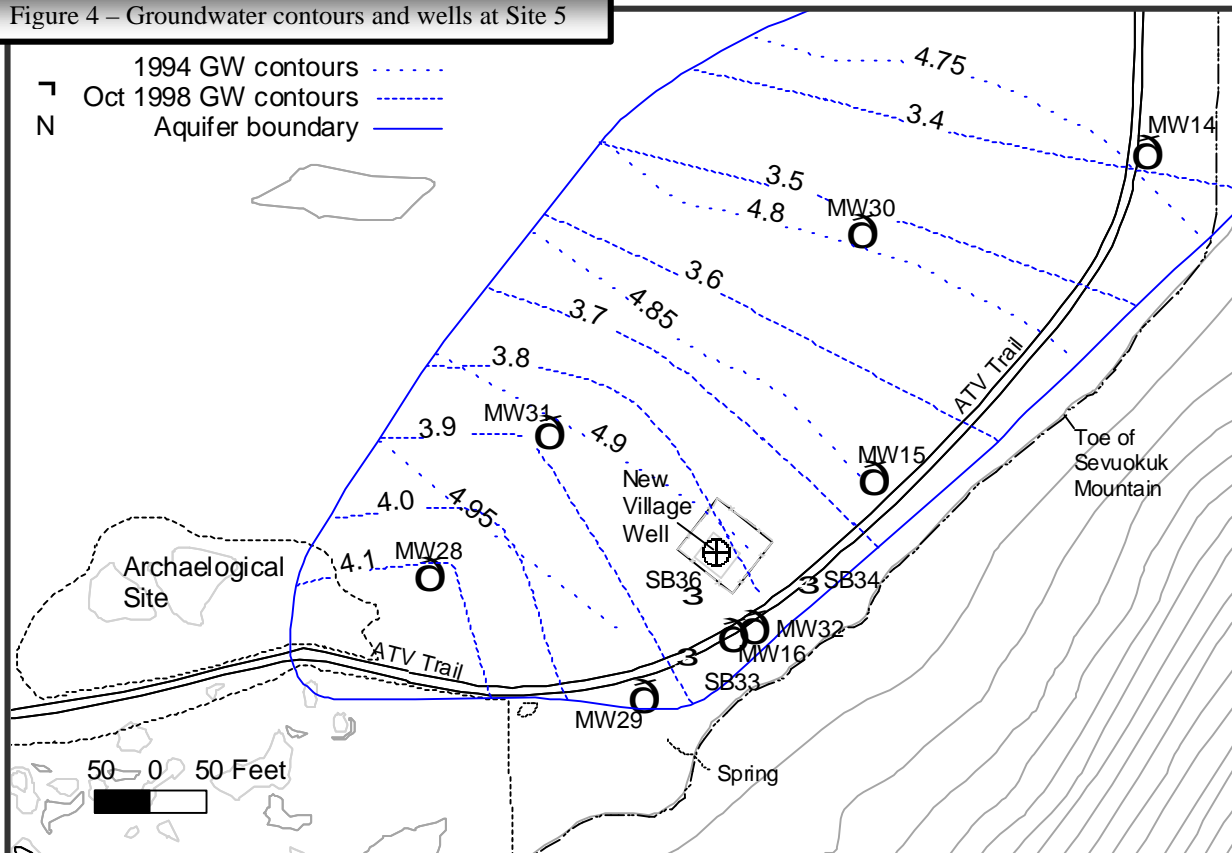 Figure 4 – Groundwater contours and wells at Site 5
1994 GW contours
Oct 1998 GW contours
N
Aquifer boundary
4.75
3.4
MW14
3.5
4.8
MW30
3.6
4.85
3.7
3.8
MW31
3.9
4.9
ATV Trail
Toe of
Sevuokuk
Mountain
MW15
New
Village
Well
4.0
4.95
4.1
MW28
Archaelogical
Site
SB36
3
3
SB34
MW32
MW16
ATV Trail
3
SB33
MW29
Spring
50 0 50 Feet